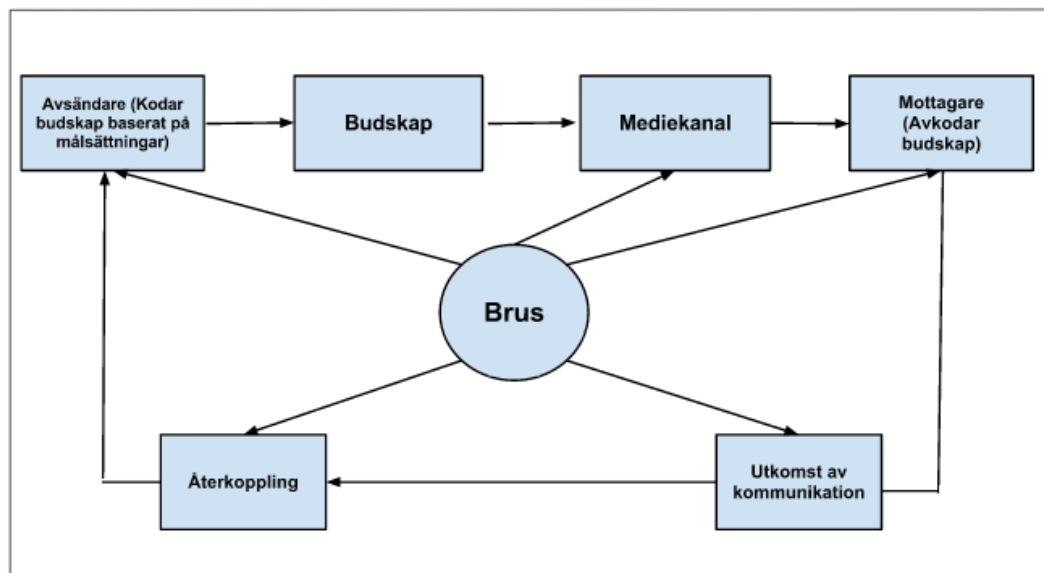 Avsändare (Kodar
budskap baserat på
målsättningar)
Budskap
Mediekanal
Mottagare
(Avkodar
budskap)
Brus
Återkoppling
Utkomst av
kommunikation